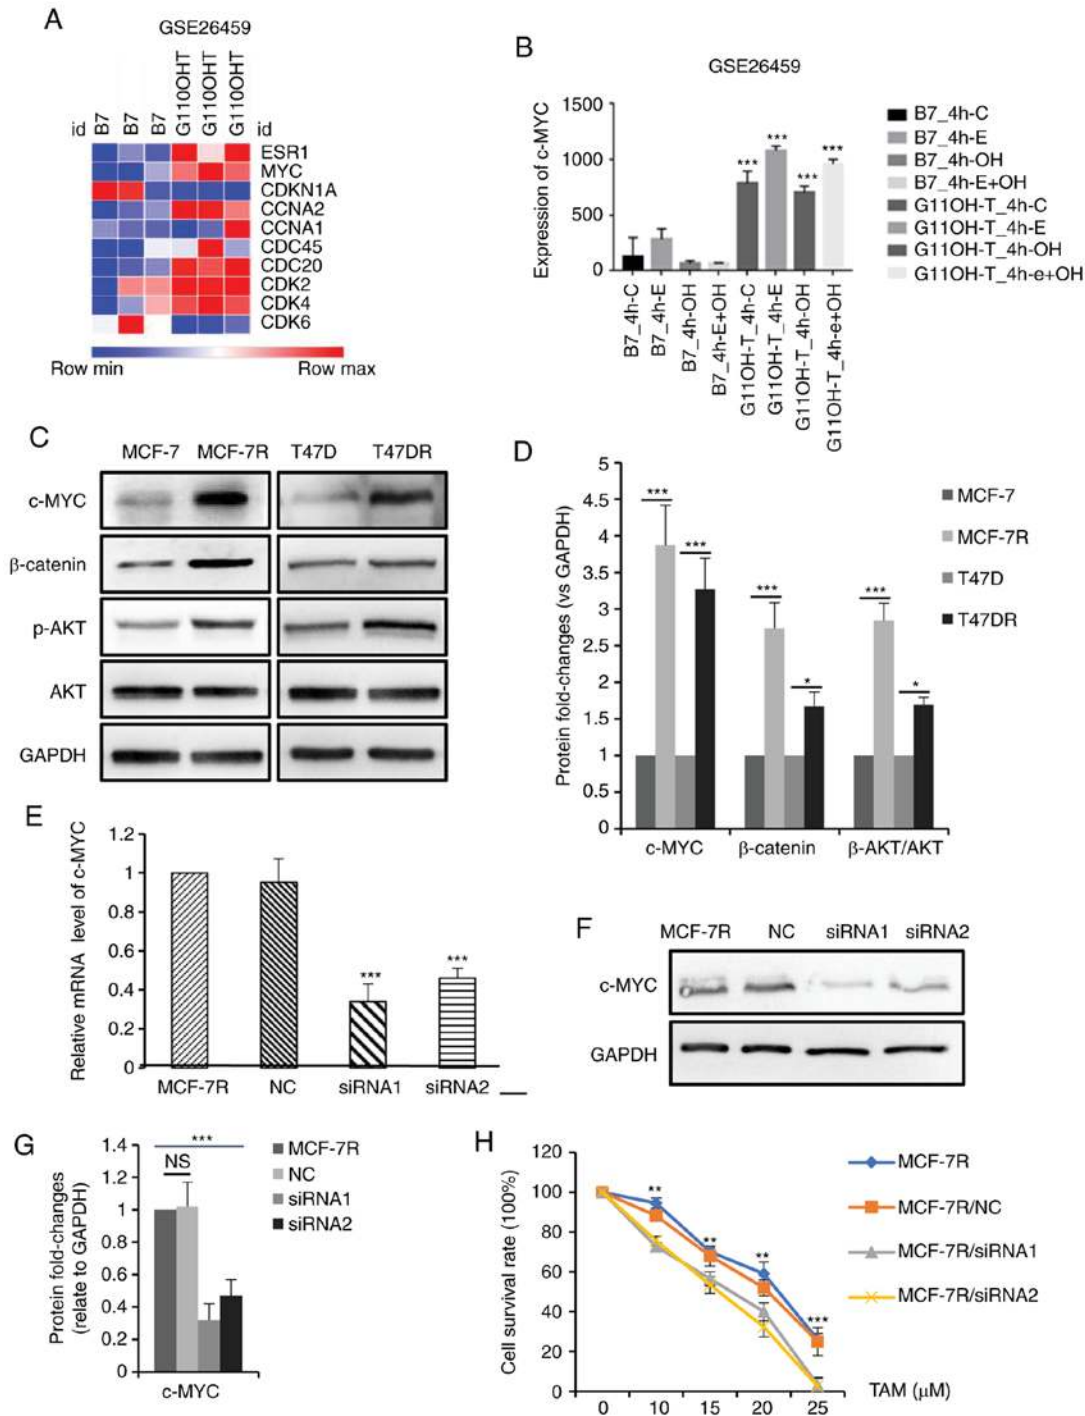 A
GSE26459
id B7 B7 B7 G110OHT G110OHT G110OHT id
ESR1
MYC
CDKN1A
CCNA2
CCNA1
CDC45
CDC20
CDK2
CDK4
CDK6
Row min Row max
B
GSE26459
Expression of c-MYC
1500
1000
500
0
*** *** *** ***
B7_4h-C
B7_4h-E
B7_4h-OH
B7_4h-E+OH
G11OH-T_4h-C
G11OH-T_4h-E
G11OH-T_4h-OH
G11OH-T_4h-e+OH
B7_4h-C
B7_4h-E
B7_4h-OH
B7_4h-E+OH
G11OH-T_4h-C
G11OH-T_4h-E
G11OH-T_4h-OH
G11OH-T_4h-e+OH
C
MCF-7 MCF-7R T47D T47DR
c-MYC
β-catenin
p-AKT
AKT
GAPDH
D
Protein fold-changes (vs GAPDH)
5
4.5
4
3.5
3
2.5
2
1.5
1
0.5
0
*** *** *** * *** *
c-MYC β-catenin β-AKT/AKT
MCF-7
MCF-7R
T47D
T47DR
E
Relative mRNA level of c-MYC
1.2
1
0.8
0.6
0.4
0.2
0
*** ***
MCF-7R NC siRNA1 siRNA2
F
MCF-7R NC siRNA1 siRNA2
c-MYC
GAPDH
G
Protein fold-changes
(relate to GAPDH)
1.4
1.2
1
0.8
0.6
0.4
0.2
0
***
NS
c-MYC
MCF-7R
NC
siRNA1
siRNA2
H
Cell survival rate (100%)
120
100
80
60
40
20
0
** ** ** ***
0 10 15 20 25
TAM (μM)
MCF-7R
MCF-7R/NC
MCF-7R/siRNA1
MCF-7R/siRNA2